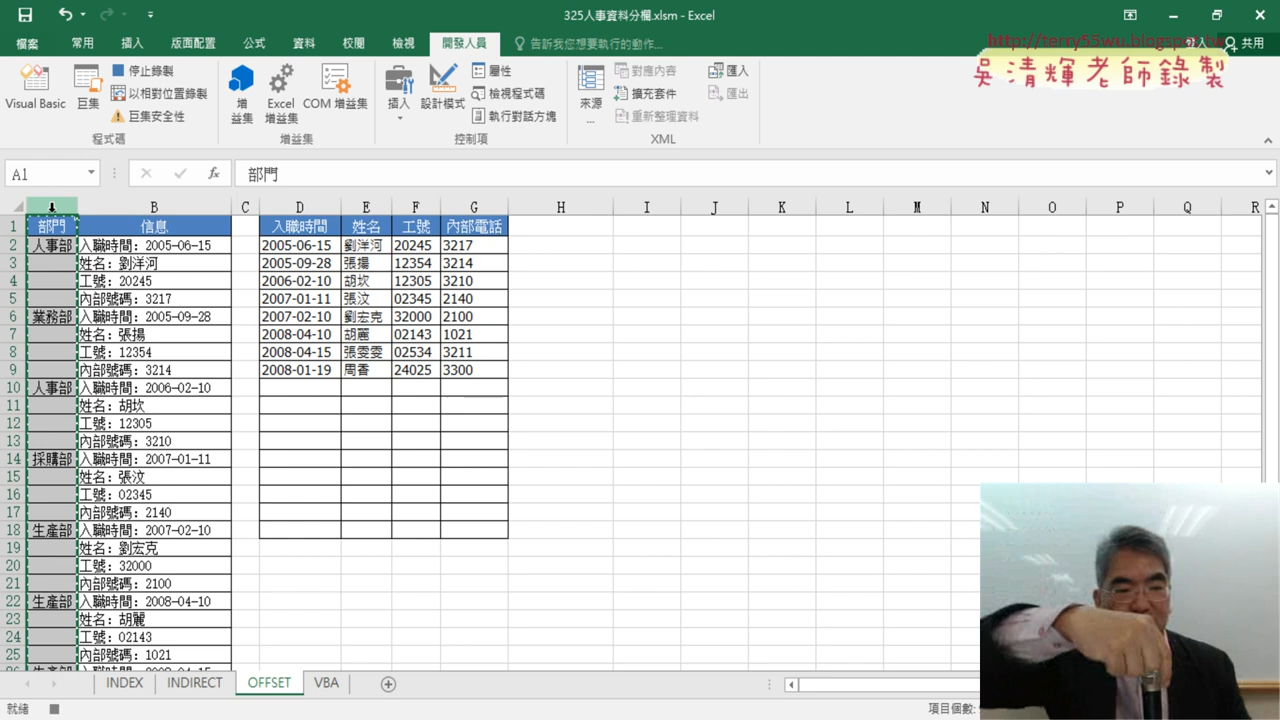 325人事資料分欄.xlsm - Excel
檔案 常用 插入 版面配置 公式 資料 校閱 檢視 開發人員 告訴我您想要執行的動作... 登入 共用
http://terry55wu.blogspot.tw
吳清輝老師錄製
Visual Basic 巨集 停止錄製 以相對位置錄製 巨集安全性
增益集 Excel 增益集 COM 增益集
插入 設計模式 屬性 檢視程式碼 執行對話方塊
來源... 對應內容 擴充套件 重新整理資料 匯入 匯出
程式碼 增益集 控制項 XML
A1 fx 部門
A B C D E F G H I J K L M N O P Q R
1 部門 信息 入職時間 姓名 工號 內部電話
2 人事部 入職時間: 2005-06-15 2005-06-15 劉洋河 20245 3217
3 姓名: 劉洋河 2005-09-28 張揚 12354 3214
4 工號: 20245 2006-02-10 胡坎 12305 3210
5 內部號碼: 3217 2007-01-11 張汶 02345 2140
6 業務部 入職時間: 2005-09-28 2007-02-10 劉宏克 32000 2100
7 姓名: 張揚 2008-04-10 胡麗 02143 1021
8 工號: 12354 2008-04-15 張雯雯 02534 3211
9 內部號碼: 3214 2008-01-19 周香 24025 3300
10 人事部 入職時間: 2006-02-10
11 姓名: 胡坎
12 工號: 12305
13 內部號碼: 3210
14 採購部 入職時間: 2007-01-11
15 姓名: 張汶
16 工號: 02345
17 內部號碼: 2140
18 生產部 入職時間: 2007-02-10
19 姓名: 劉宏克
20 工號: 32000
21 內部號碼: 2100
22 生產部 入職時間: 2008-04-10
23 姓名: 胡麗
24 工號: 02143
25 內部號碼: 1021
INDEX INDIRECT OFFSET VBA
就緒 項目個數: